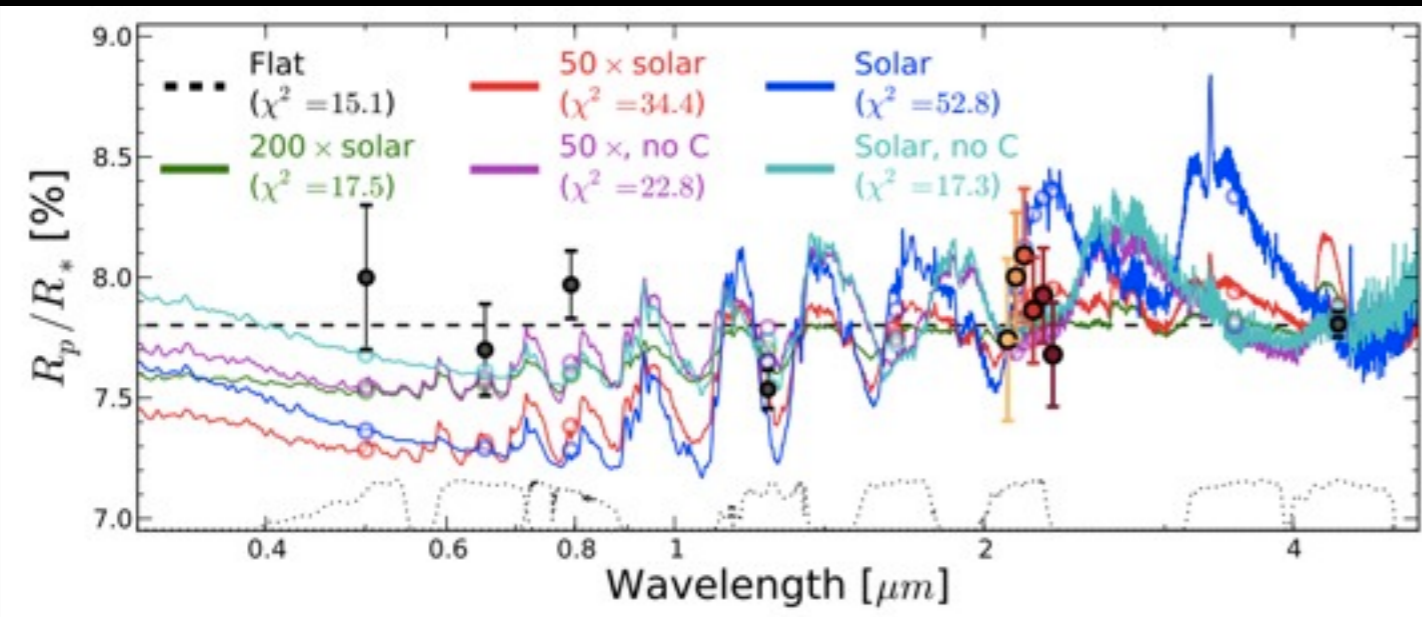 9.0
8.5
8.0
7.5
7.0
R_p/R_* [%]
Flat
(χ² =15.1)
200 × solar
(χ² =17.5)
50 × solar
(χ² =34.4)
50 ×, no C
(χ² =22.8)
Solar
(χ² =52.8)
Solar, no C
(χ² =17.3)
0.4 0.6 0.8 1 2 4
Wavelength [μm]